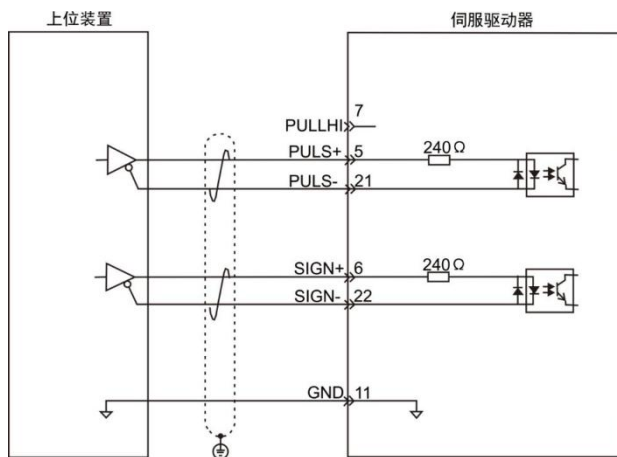 上位装置
伺服驱动器
7
PULLHI
PULS+ 5 240Ω
PULS- 21
SIGN+ 6 240Ω
SIGN- 22
GND 11